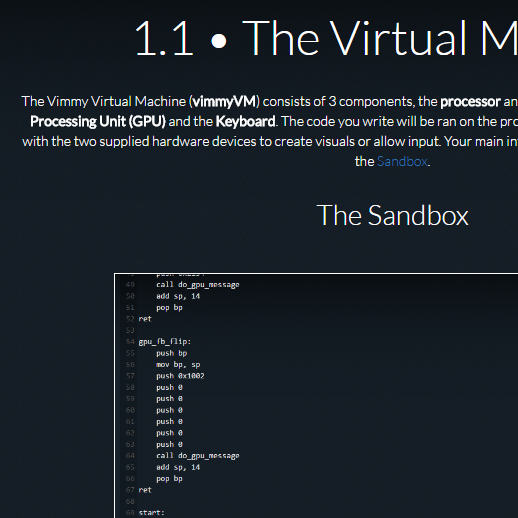 1.1 • The Virtual M
The Vimmy Virtual Machine (vimmyVM) consists of 3 components, the processor an
Processing Unit (GPU) and the Keyboard. The code you write will be ran on the pro
with the two supplied hardware devices to create visuals or allow input. Your main in
the Sandbox.
The Sandbox
49 call do_gpu_message
50 add sp, 14
51 pop bp
52 ret
53
54 gpu_fb_flip:
55 push bp
56 mov bp, sp
57 push 0x1002
58 push 0
59 push 0
60 push 0
61 push 0
62 push 0
63 push 0
64 call do_gpu_message
65 add sp, 14
66 pop bp
67 ret
68
69 start: